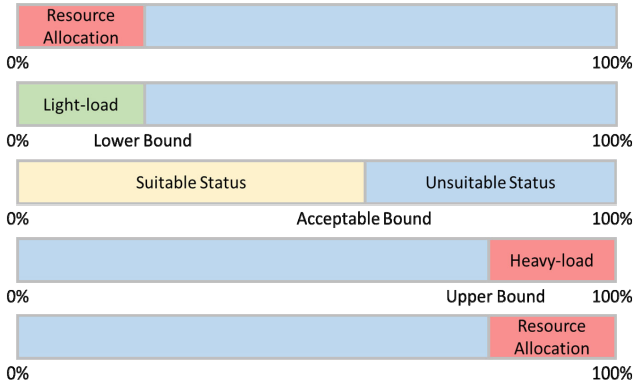 Resource
Allocation
0% 100%
Light-load
0% Lower Bound 100%
Suitable Status Unsuitable Status
0% Acceptable Bound 100%
Heavy-load
0% Upper Bound 100%
Resource
Allocation
0% 100%